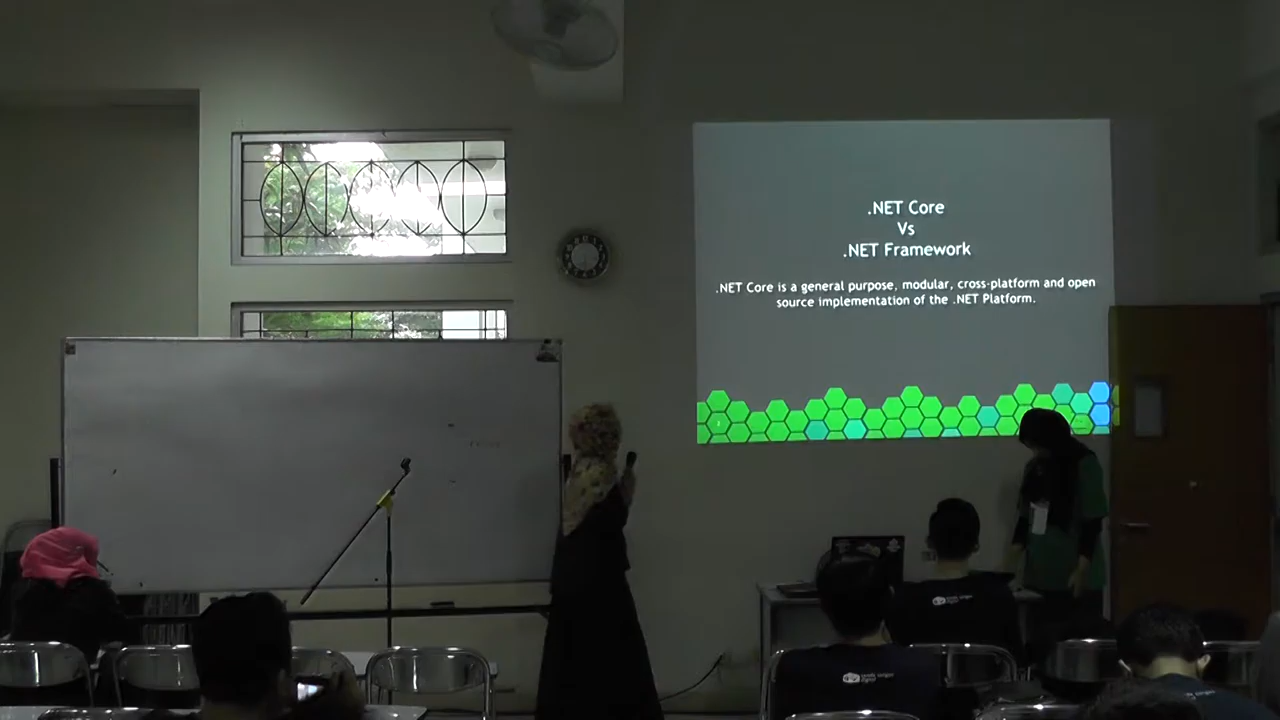 .NET Core
Vs
.NET Framework
.NET Core is a general purpose, modular, cross-platform and open
source implementation of the .NET Platform.